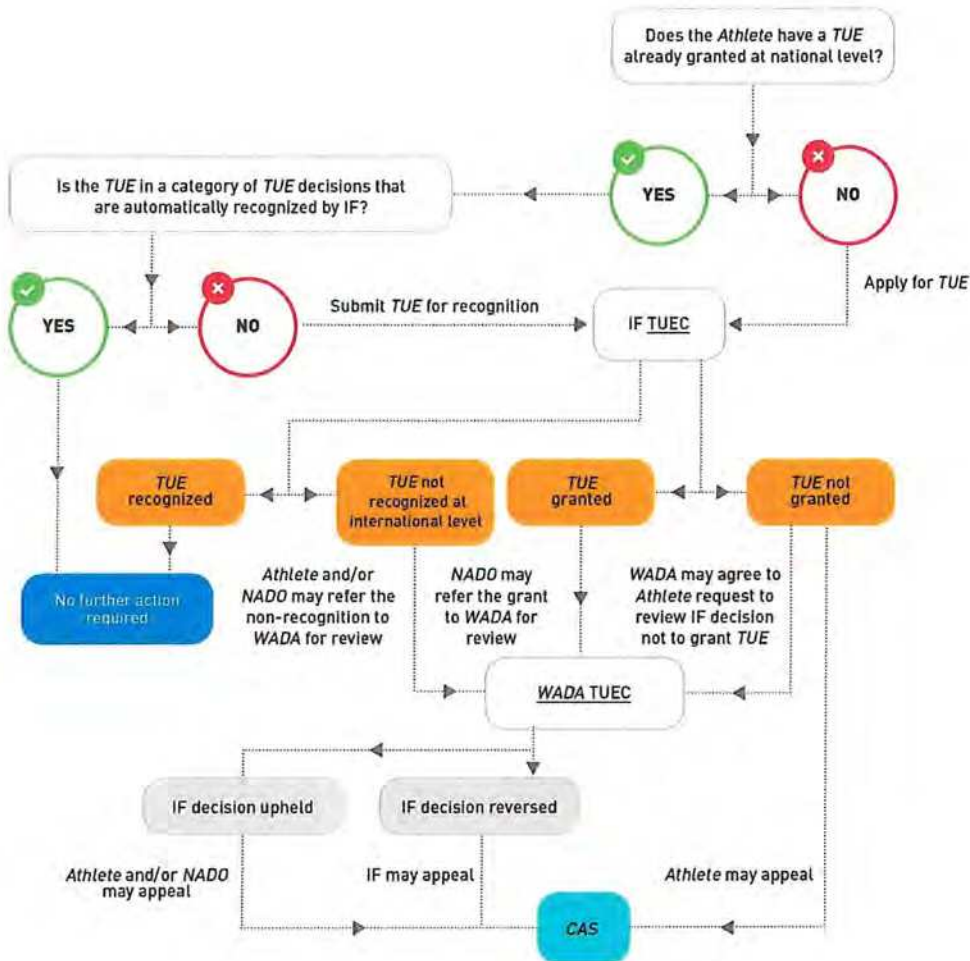 Does the Athlete have a TUE
already granted at national level?
YES
NO
Is the TUE in a category of TUE decisions that
are automatically recognized by IF?
Apply for TUE
YES
NO
Submit TUE for recognition
IF TUEC
TUE
recognized
TUE not
recognized at
international level
TUE
granted
TUE not
granted
No further action
required
Athlete and/or
NADO may refer the
non-recognition to
WADA for review
NADO may
refer the grant
to WADA for
review
WADA may agree to
Athlete request to
review IF decision
not to grant TUE
WADA TUEC
IF decision upheld
IF decision reversed
Athlete and/or NADO
may appeal
IF may appeal
Athlete may appeal
CAS